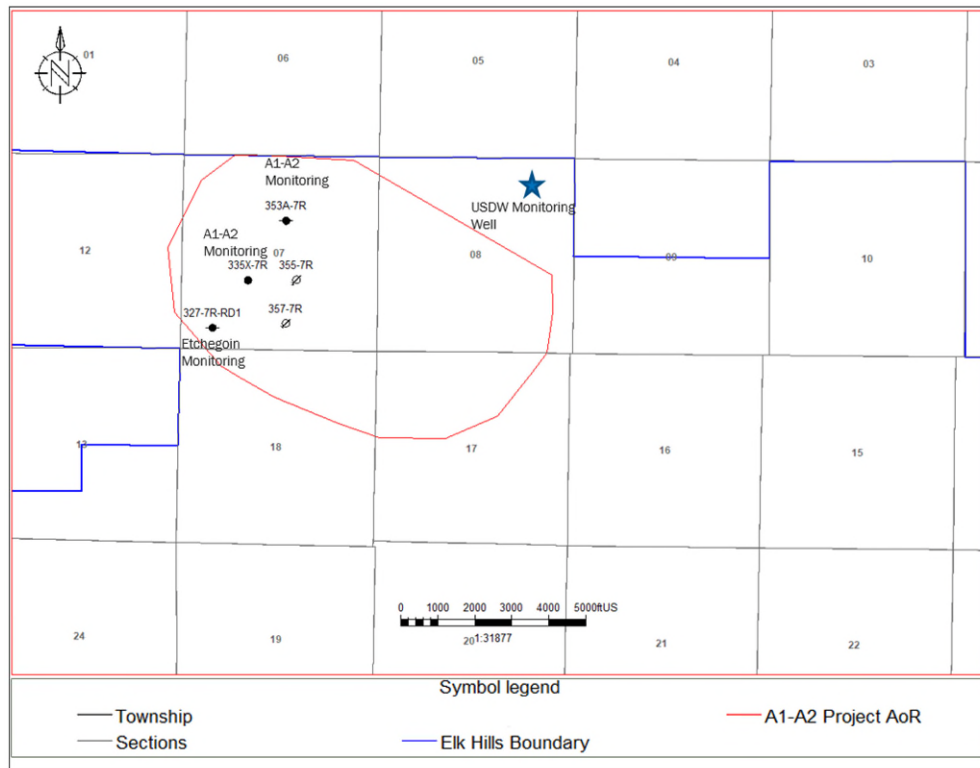 01
06
05
04
03
N
A1-A2
Monitoring
353A-7R
USDW Monitoring
Well
A1-A2
Monitoring
07
12
08
09
10
335X-7R
355-7R
327-7R-RD1
357-7R
Etchegoin
Monitoring
13
18
17
16
15
0 1000 2000 3000 4000 5000ftUS
1:31877
24
19
20
21
22
Symbol legend
Township
A1-A2 Project AoR
Sections
Elk Hills Boundary